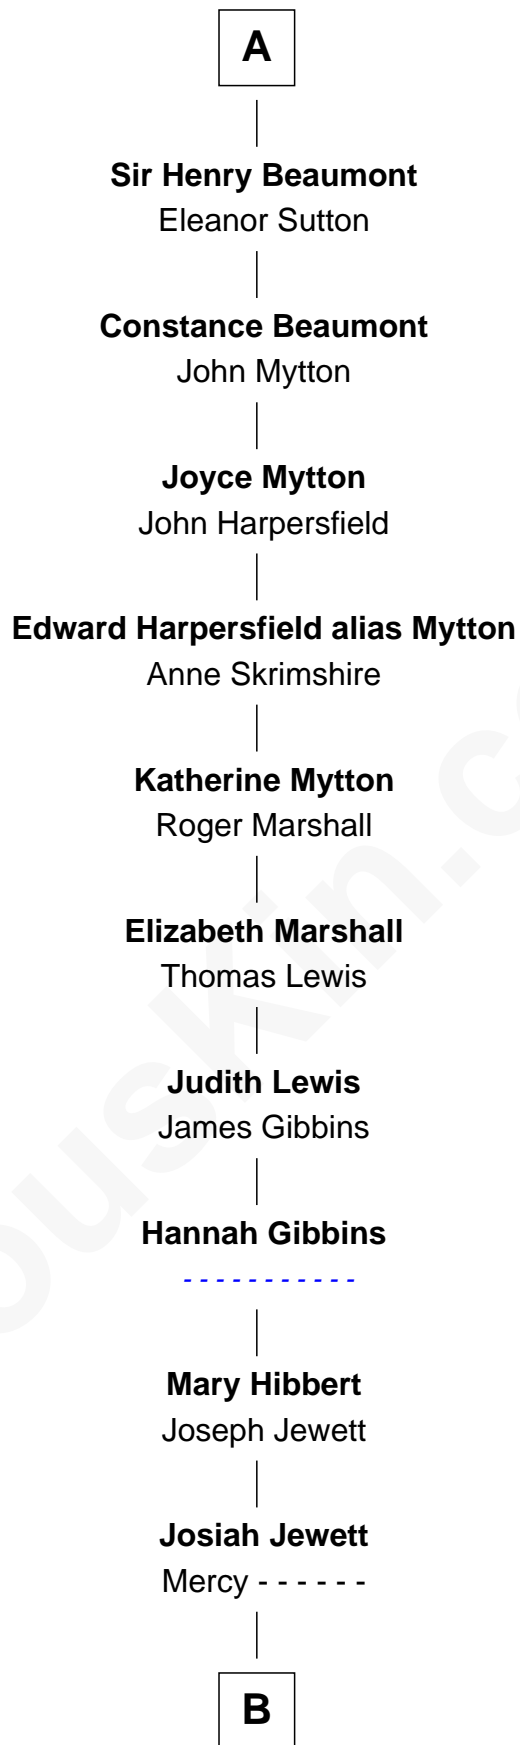 A
Sir Henry Beaumont
Eleanor Sutton
Constance Beaumont
John Mytton
Joyce Mytton
John Harpersfield
Edward Harpersfield alias Mytton
Anne Skrimshire
Katherine Mytton
Roger Marshall
Elizabeth Marshall
Thomas Lewis
Judith Lewis
James Gibbins
Hannah Gibbins
- - - - - - - - - - -
Mary Hibbert
Joseph Jewett
Josiah Jewett
Mercy - - - - - -
B